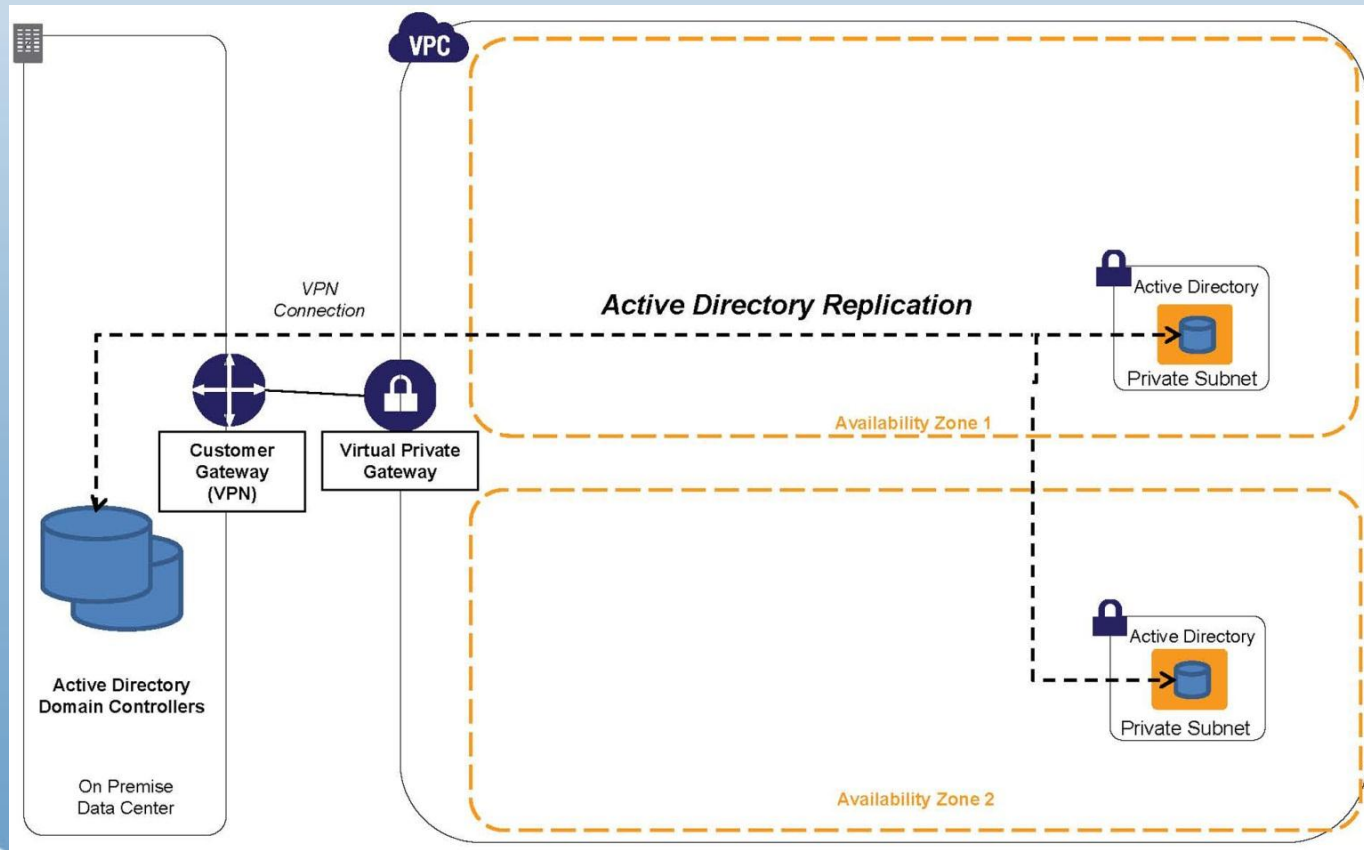 VPC
VPN
Connection
Active Directory Replication
Active Directory
Private Subnet
Availability Zone 1
Customer
Gateway
(VPN)
Virtual Private
Gateway
Active Directory
Domain Controllers
On Premise
Data Center
Active Directory
Private Subnet
Availability Zone 2